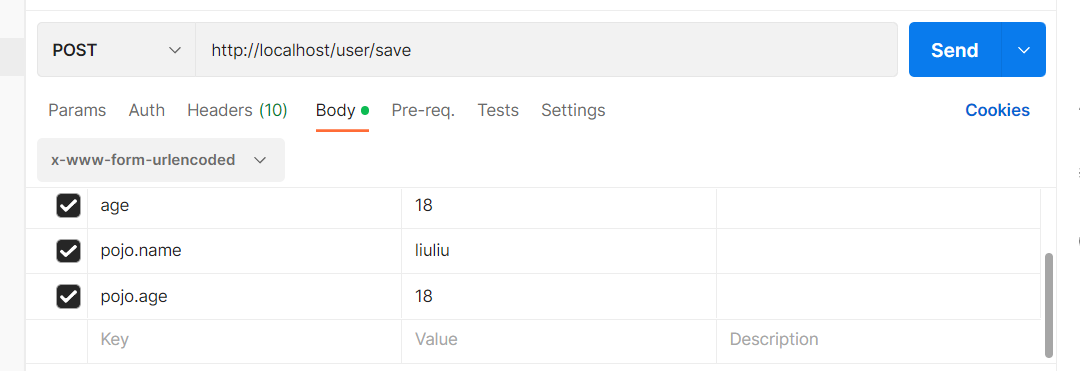 POST http://localhost/user/save Send
Params Auth Headers (10) Body Pre-req. Tests Settings Cookies
x-www-form-urlencoded
age 18
pojo.name liuliu
pojo.age 18
Key Value Description